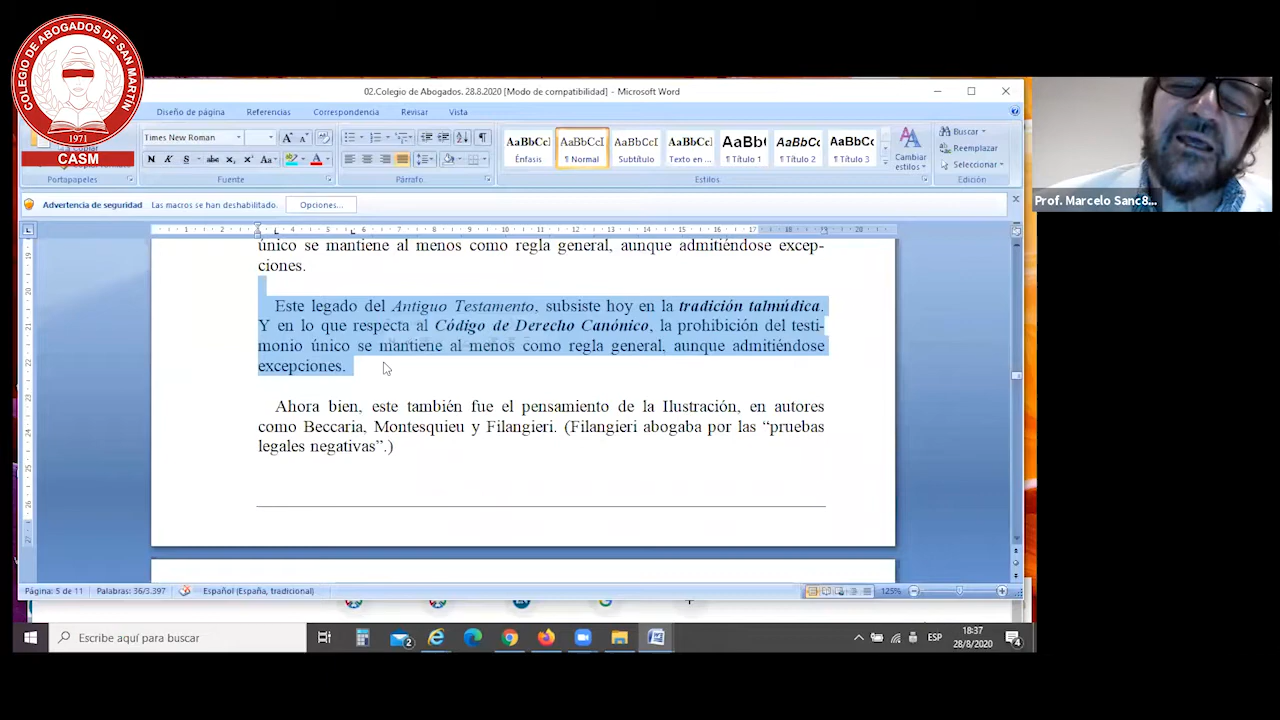 COLEGIO DE ABOGADOS DE SAN MARTÍN
1971
CASM
02.Colegio de Abogados. 28.8.2020 [Modo de compatibilidad] - Microsoft Word
Diseño de página Referencias Correspondencia Revisar Vista
Times New Roman
AaBbCcI AaBbCcI AaBbCcI AaBbCcI AaBb( AaBbCc AaBbC
Énfasis ¶ Normal Subtítulo Texto en ... ¶ Título 1 ¶ Título 2 ¶ Título 3
Cambiar estilos
Buscar
Reemplazar
Seleccionar
Portapapeles Fuente Párrafo Estilos Edición
Advertencia de seguridad Las macros se han deshabilitado. Opciones...
único se mantiene al menos como regla general, aunque admitiéndose excep-
ciones.
Este legado del Antiguo Testamento, subsiste hoy en la tradición talmúdica.
Y en lo que respecta al Código de Derecho Canónico, la prohibición del testi-
monio único se mantiene al menos como regla general, aunque admitiéndose
excepciones.
Ahora bien, este también fue el pensamiento de la Ilustración, en autores
como Beccaria, Montesquieu y Filangieri. (Filangieri abogaba por las “pruebas
legales negativas”.)
Página: 5 de 11 Palabras: 36/3.397 Español (España, tradicional) 125%
Escribe aquí para buscar
ESP
18:37
28/8/2020
Prof. Marcelo Sanc8...